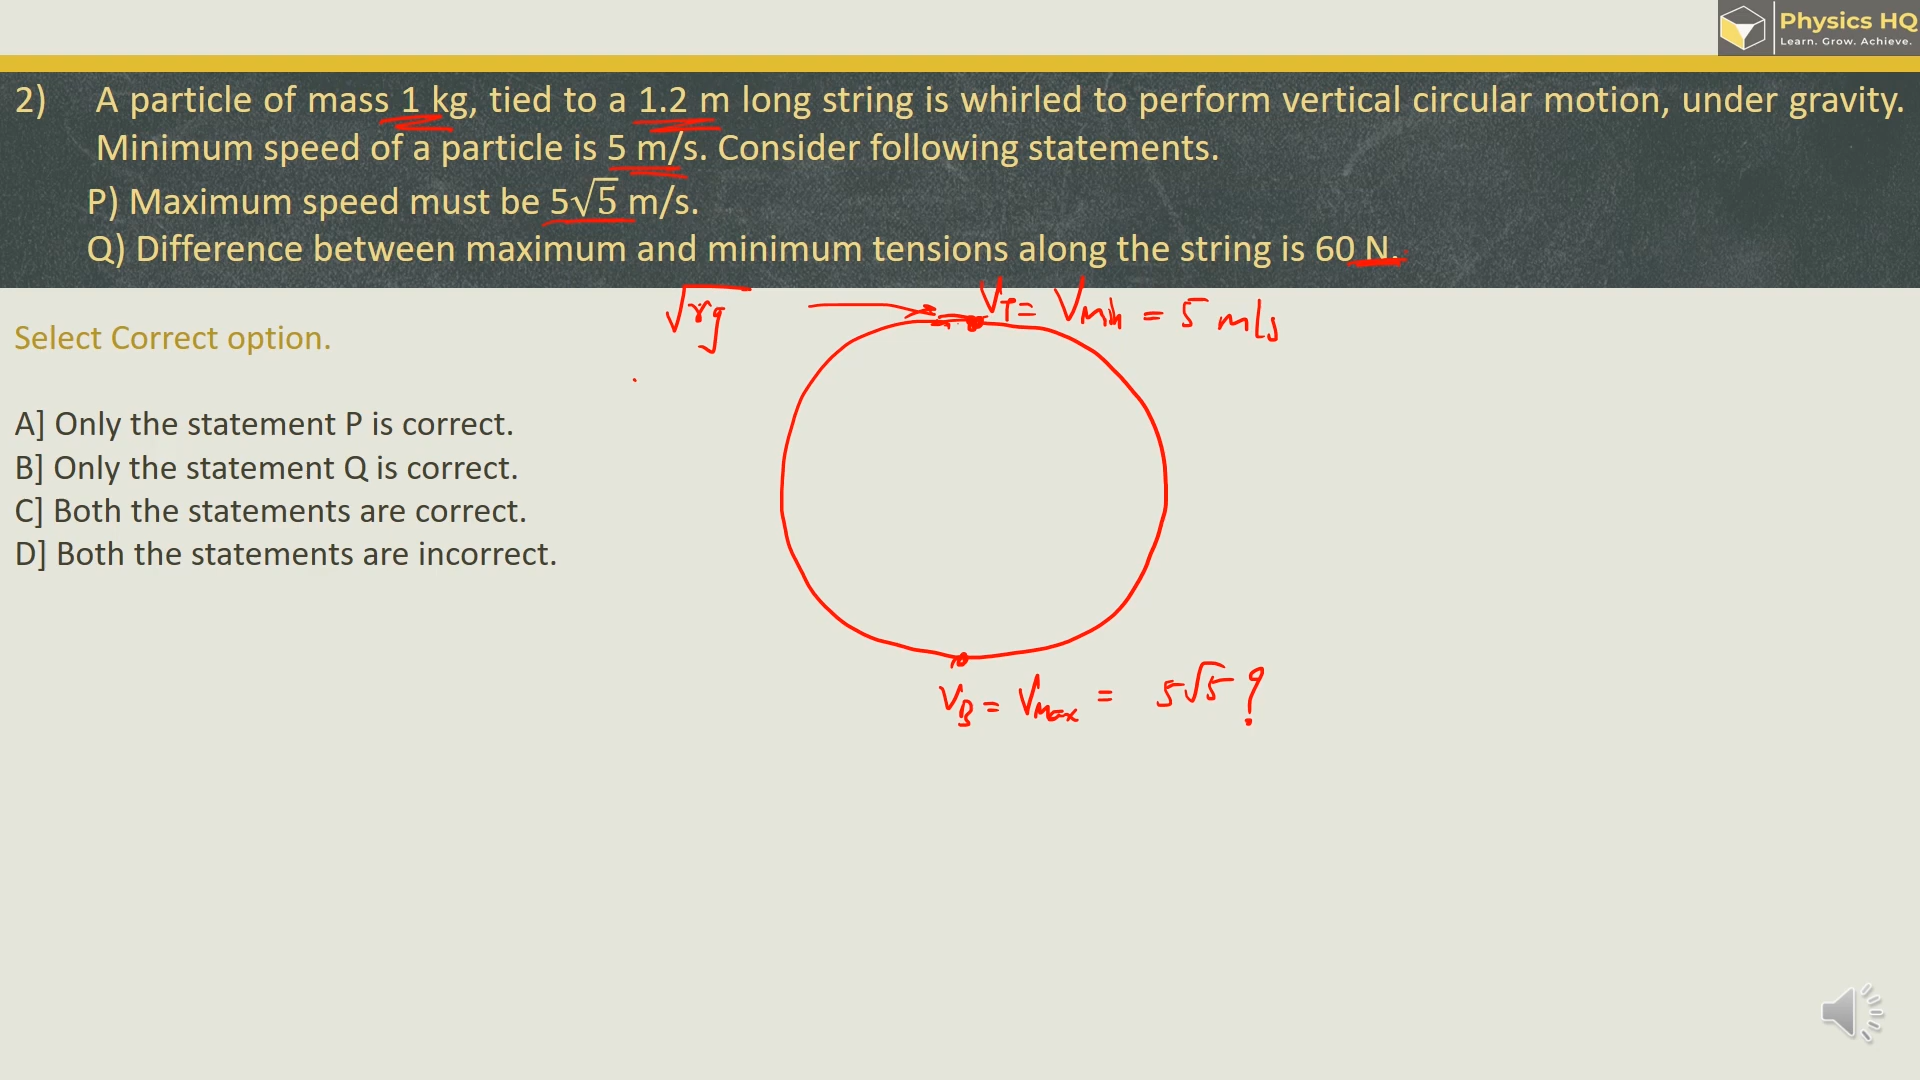 Physics HQ
Learn. Grow. Achieve.
2) A particle of mass 1 kg, tied to a 1.2 m long string is whirled to perform vertical circular motion, under gravity.
Minimum speed of a particle is 5 m/s. Consider following statements.
P) Maximum speed must be 5√5 m/s.
Q) Difference between maximum and minimum tensions along the string is 60 N.
√rg V_T = V_min = 5 m/s
Select Correct option.
A] Only the statement P is correct.
B] Only the statement Q is correct.
C] Both the statements are correct.
D] Both the statements are incorrect.
V_B = V_max = 5√5 ?